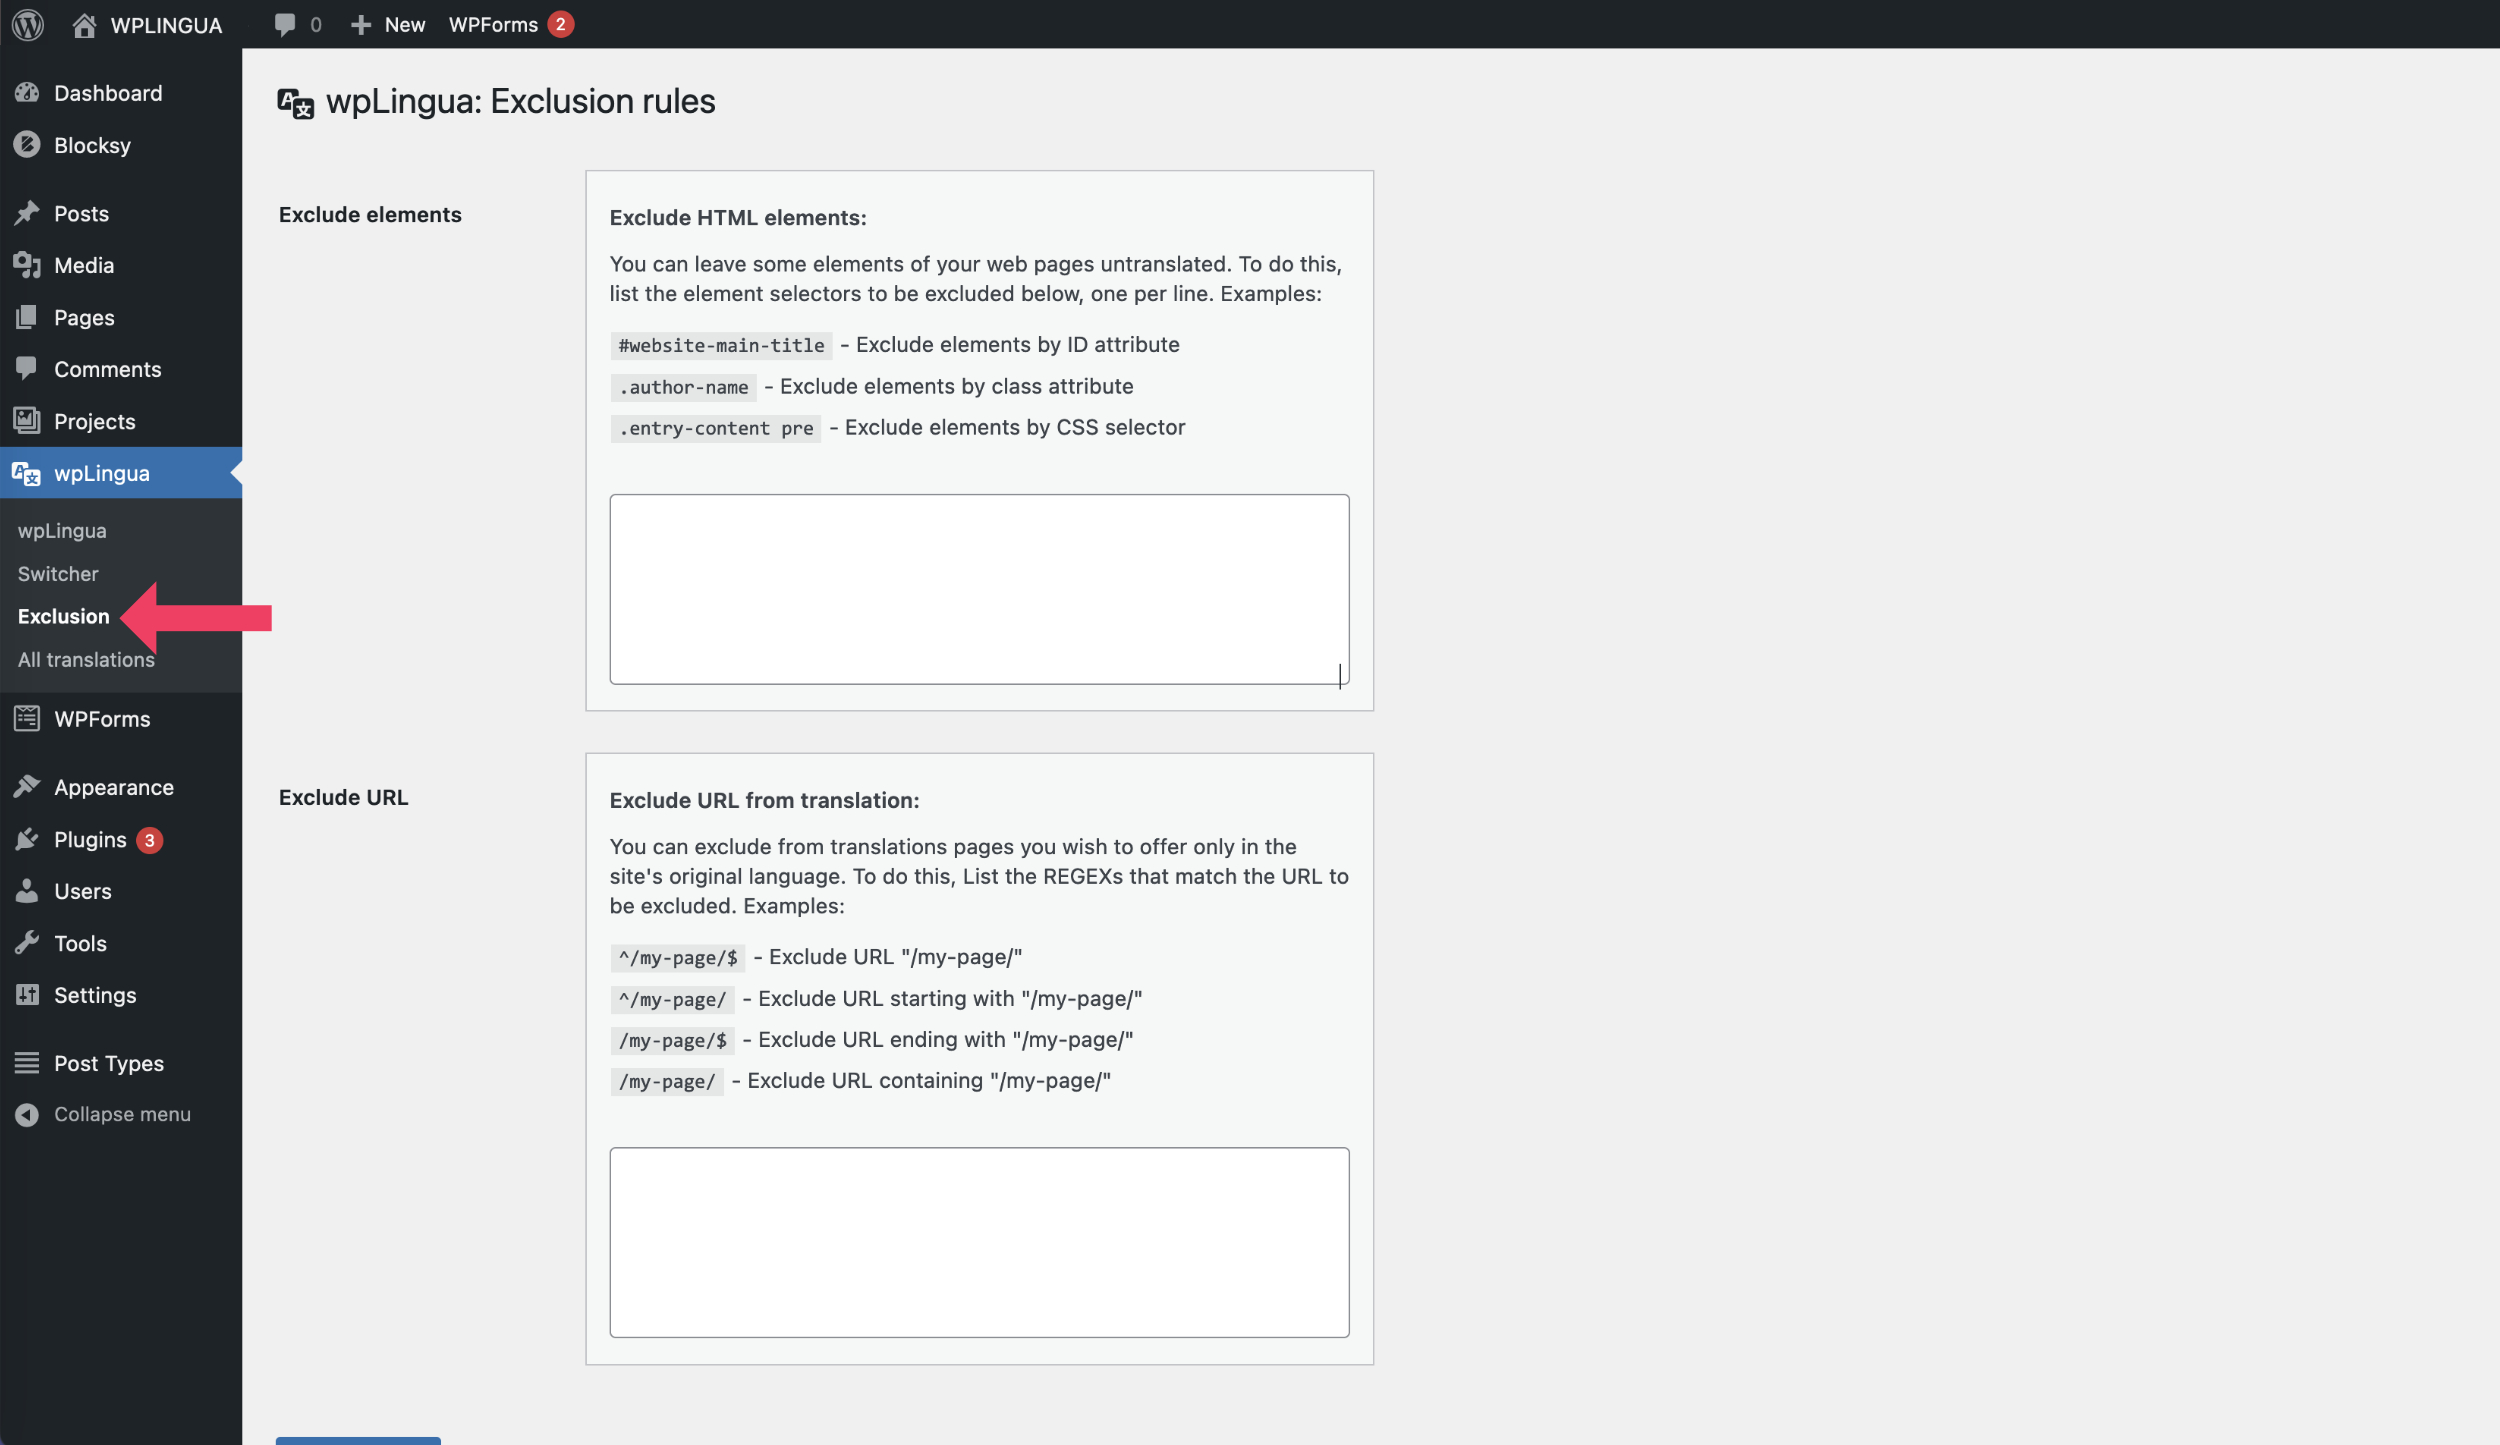 WPLINGUA
0
New
WPForms 2
Dashboard
Blocksy
Posts
Media
Pages
Comments
Projects
wpLingua
wpLingua
Switcher
Exclusion
All translations
WPForms
Appearance
Plugins 3
Users
Tools
Settings
Post Types
Collapse menu
wpLingua: Exclusion rules
Exclude elements
Exclude HTML elements:
You can leave some elements of your web pages untranslated. To do this,
list the element selectors to be excluded below, one per line. Examples:
#website-main-title - Exclude elements by ID attribute
.author-name - Exclude elements by class attribute
.entry-content pre - Exclude elements by CSS selector
Exclude URL
Exclude URL from translation:
You can exclude from translations pages you wish to offer only in the
site's original language. To do this, List the REGEXs that match the URL to
be excluded. Examples:
^/my-page/$ - Exclude URL "/my-page/"
^/my-page/ - Exclude URL starting with "/my-page/"
/my-page/$ - Exclude URL ending with "/my-page/"
/my-page/ - Exclude URL containing "/my-page/"